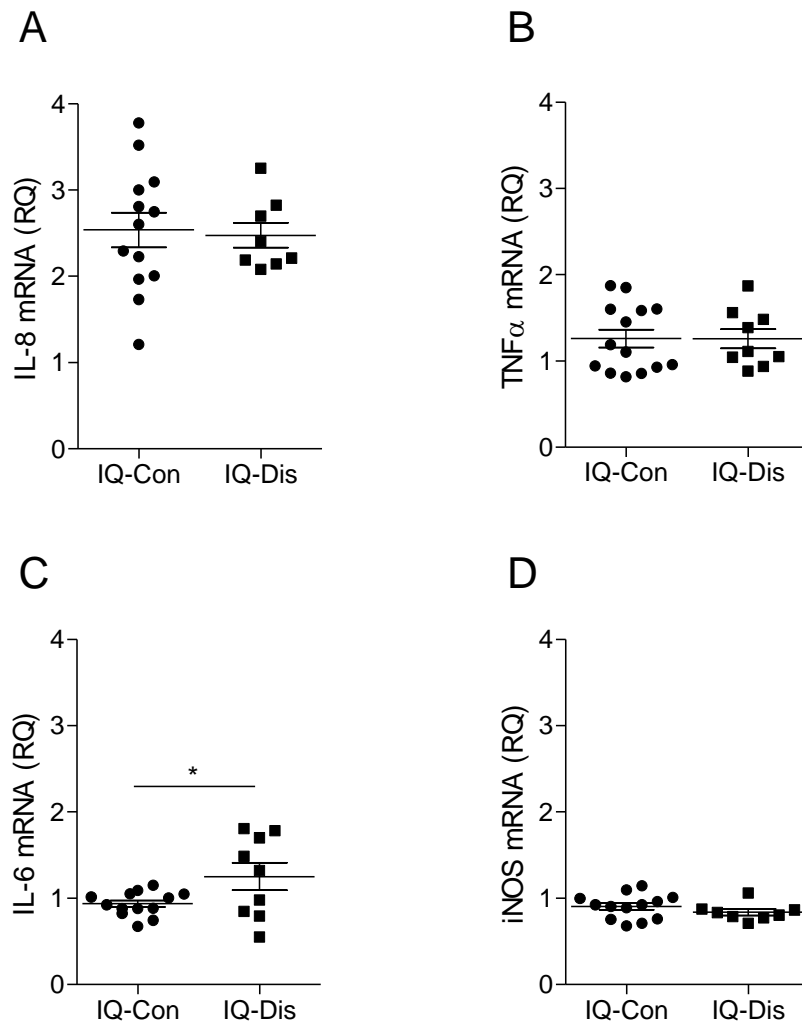 A
IL-8 mRNA (RQ)
4
3
2
1
0
IQ-Con IQ-Dis
B
TNFα mRNA (RQ)
4
3
2
1
0
IQ-Con IQ-Dis
C
IL-6 mRNA (RQ)
4
3
2
1
0
*
IQ-Con IQ-Dis
D
iNOS mRNA (RQ)
4
3
2
1
0
IQ-Con IQ-Dis